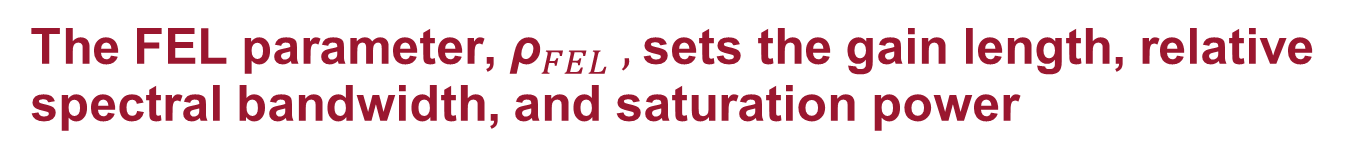 The FEL parameter, ρ_FEL , sets the gain length, relative
spectral bandwidth, and saturation power